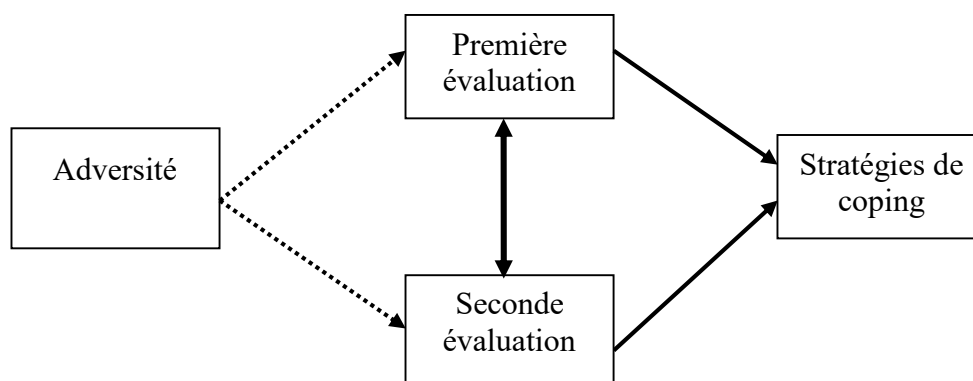 Première
évaluation
Adversité
Stratégies de
coping
Seconde
évaluation